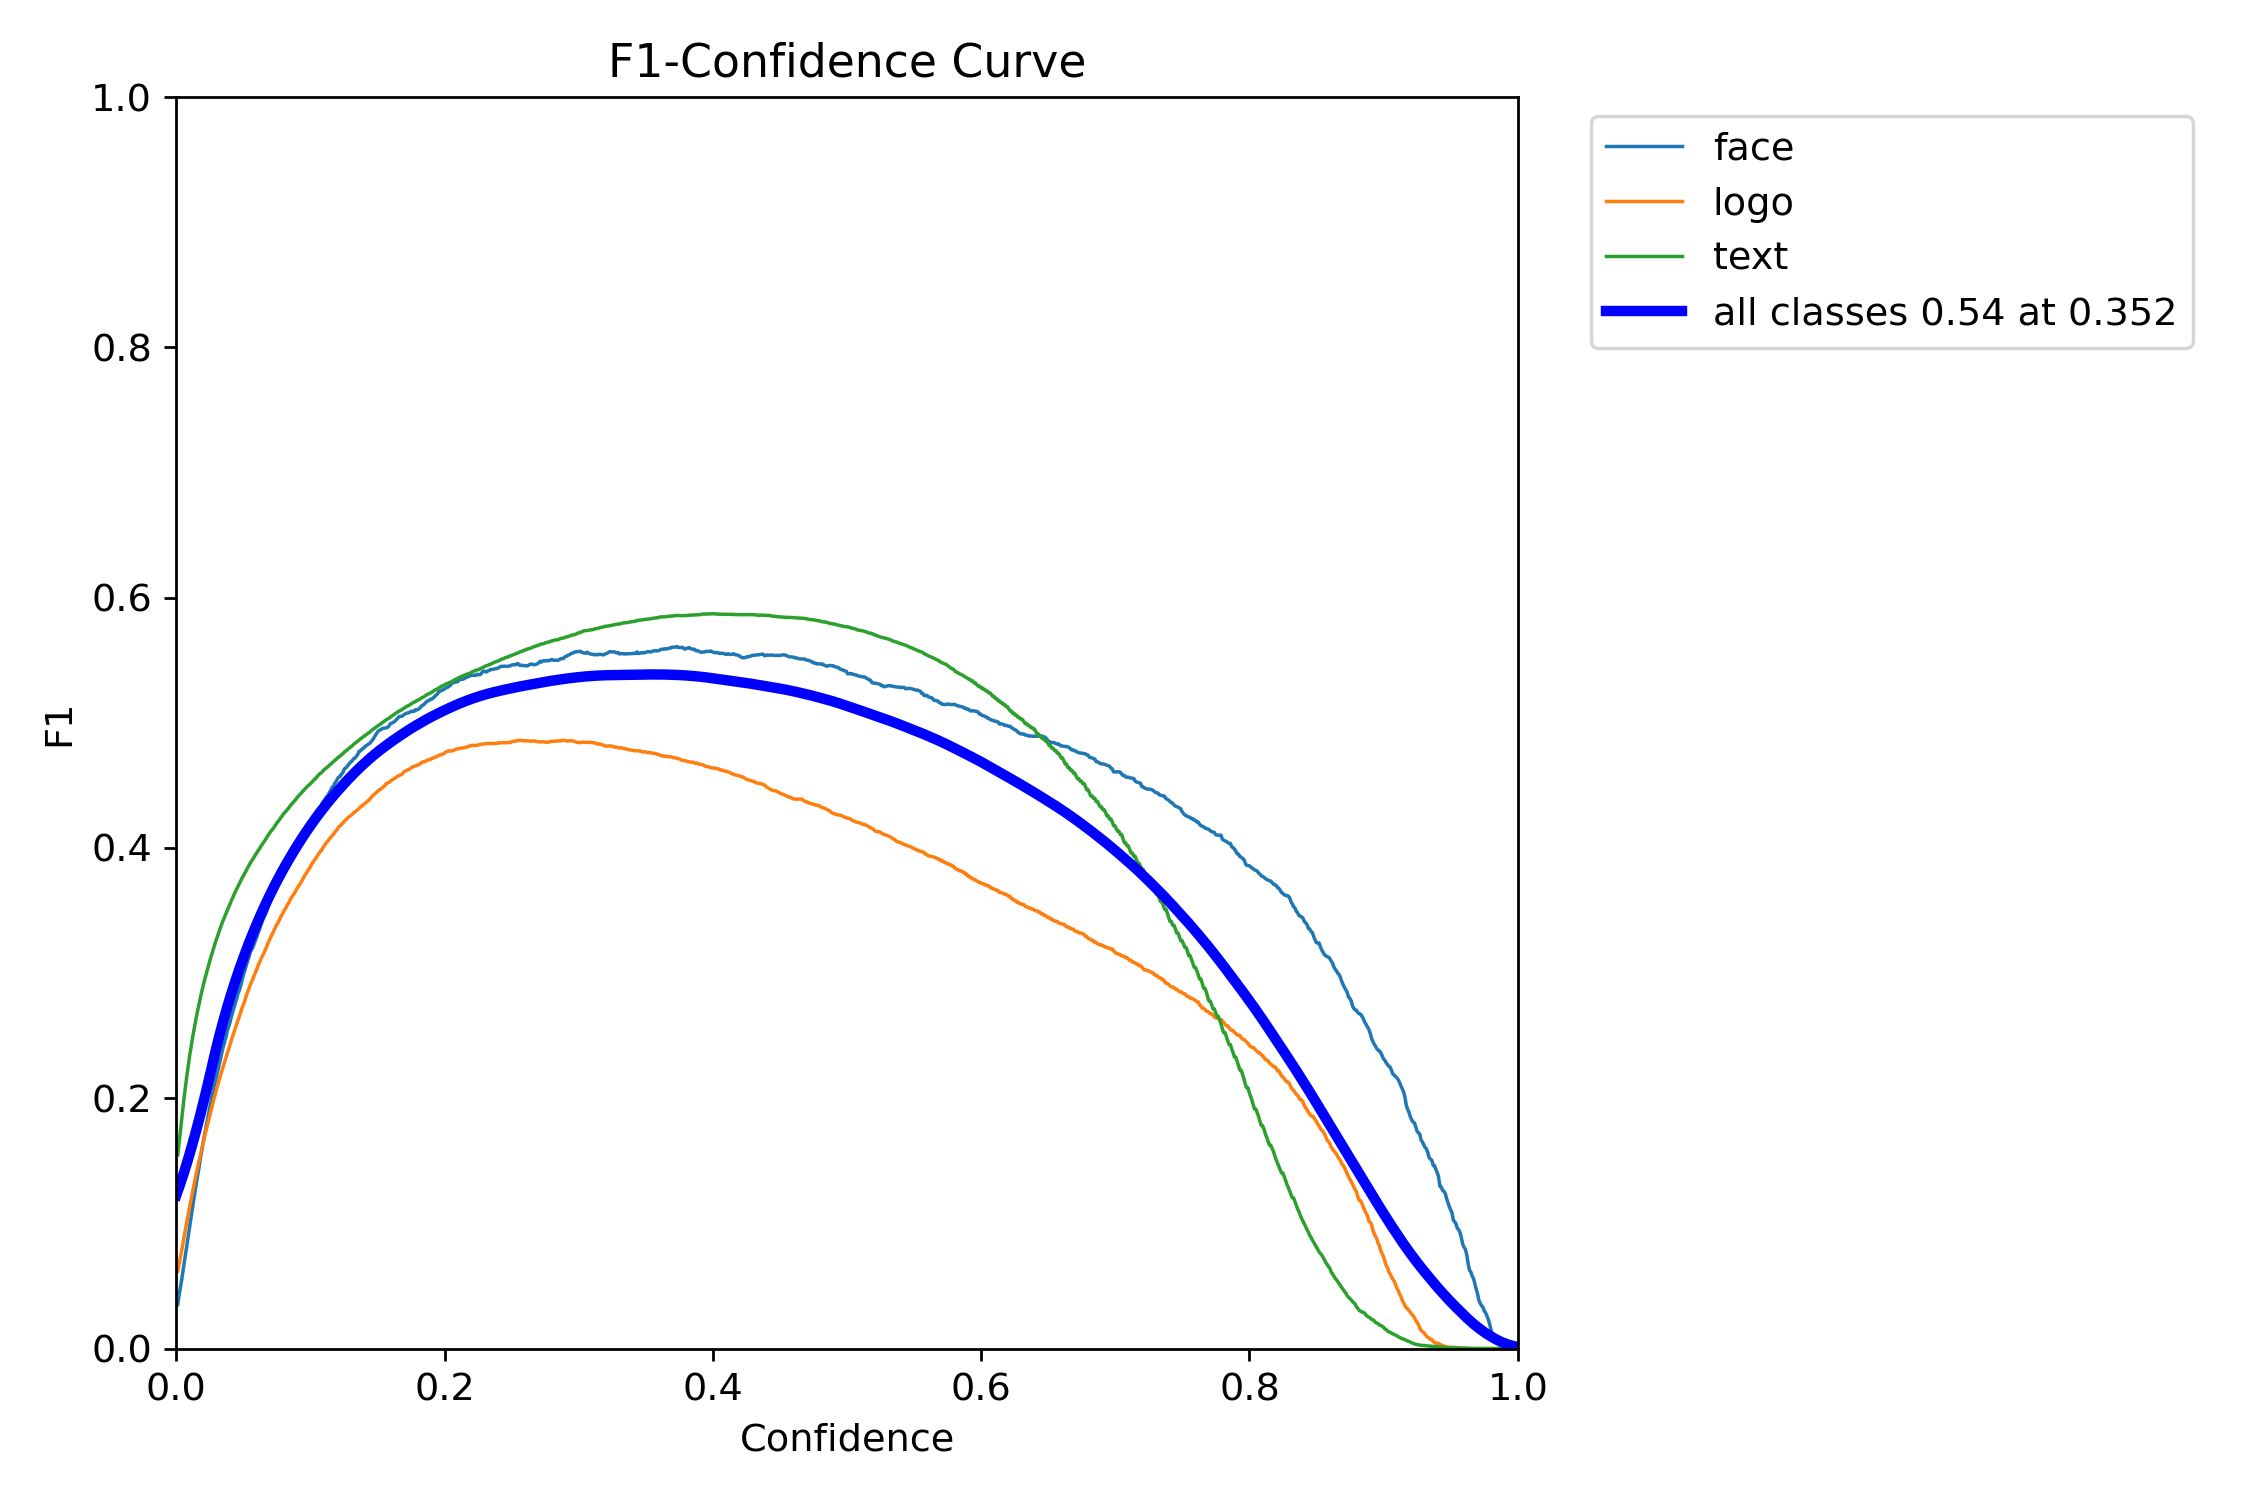 F1-Confidence Curve
1.0
0.8
0.6
0.4
0.2
0.0
F1
0.0 0.2 0.4 0.6 0.8 1.0
Confidence
face
logo
text
all classes 0.54 at 0.352